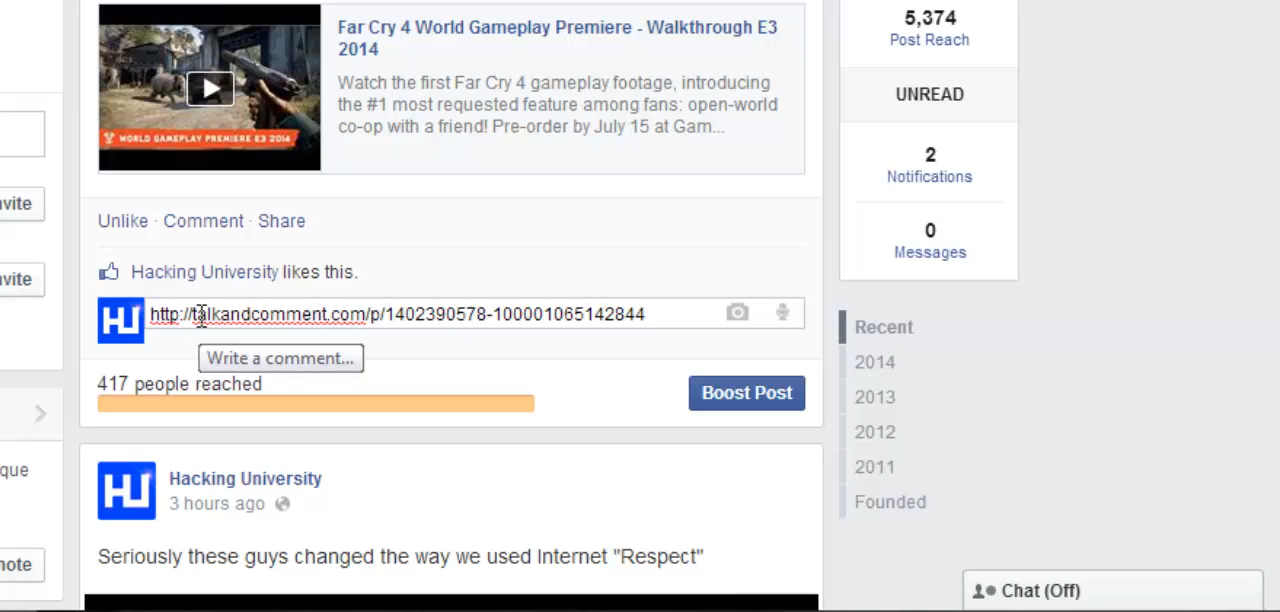 Far Cry 4 World Gameplay Premiere - Walkthrough E3
2014
Watch the first Far Cry 4 gameplay footage, introducing
the #1 most requested feature among fans: open-world
co-op with a friend! Pre-order by July 15 at Gam...
WORLD GAMEPLAY PREMIERE E3 2014
Unlike · Comment · Share
Hacking University likes this.
HU
http://talkandcomment.com/p/1402390578-100001065142844
Write a comment...
417 people reached
Boost Post
HU
Hacking University
3 hours ago
Seriously these guys changed the way we used Internet "Respect"
vite
vite
que
note
5,374
Post Reach
UNREAD
2
Notifications
0
Messages
Recent
2014
2013
2012
2011
Founded
Chat (Off)